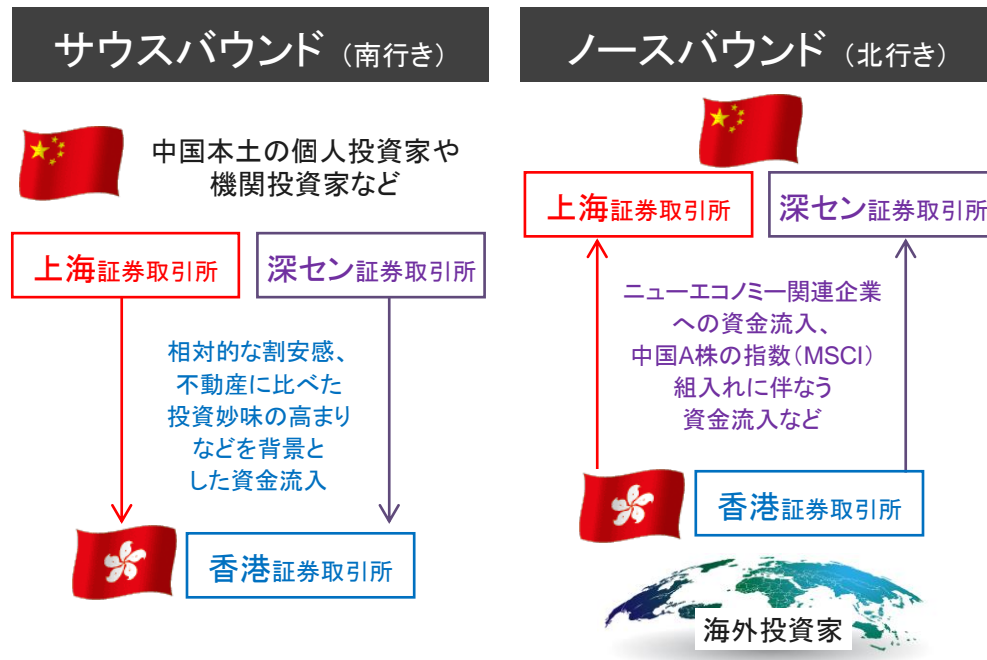 サウスバウンド（南行き）
中国本土の個人投資家や
機関投資家など
上海証券取引所
深セン証券取引所
相対的な割安感、
不動産に比べた
投資妙味の高まり
などを背景と
した資金流入
香港証券取引所
ノースバウンド（北行き）
上海証券取引所
深セン証券取引所
ニューエコノミー関連企業
への資金流入、
中国A株の指数（MSCI）
組入れに伴なう
資金流入など
香港証券取引所
海外投資家